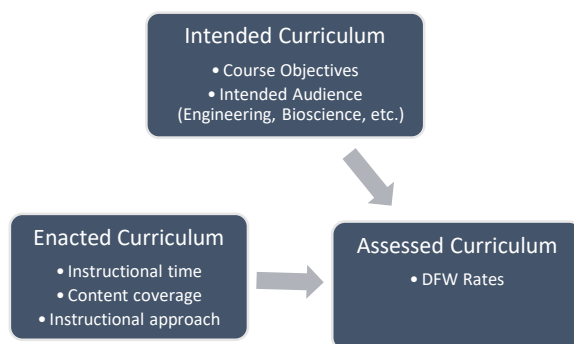 Intended Curriculum
• Course Objectives
• Intended Audience
(Engineering, Bioscience, etc.)
Enacted Curriculum
• Instructional time
• Content coverage
• Instructional approach
Assessed Curriculum
• DFW Rates